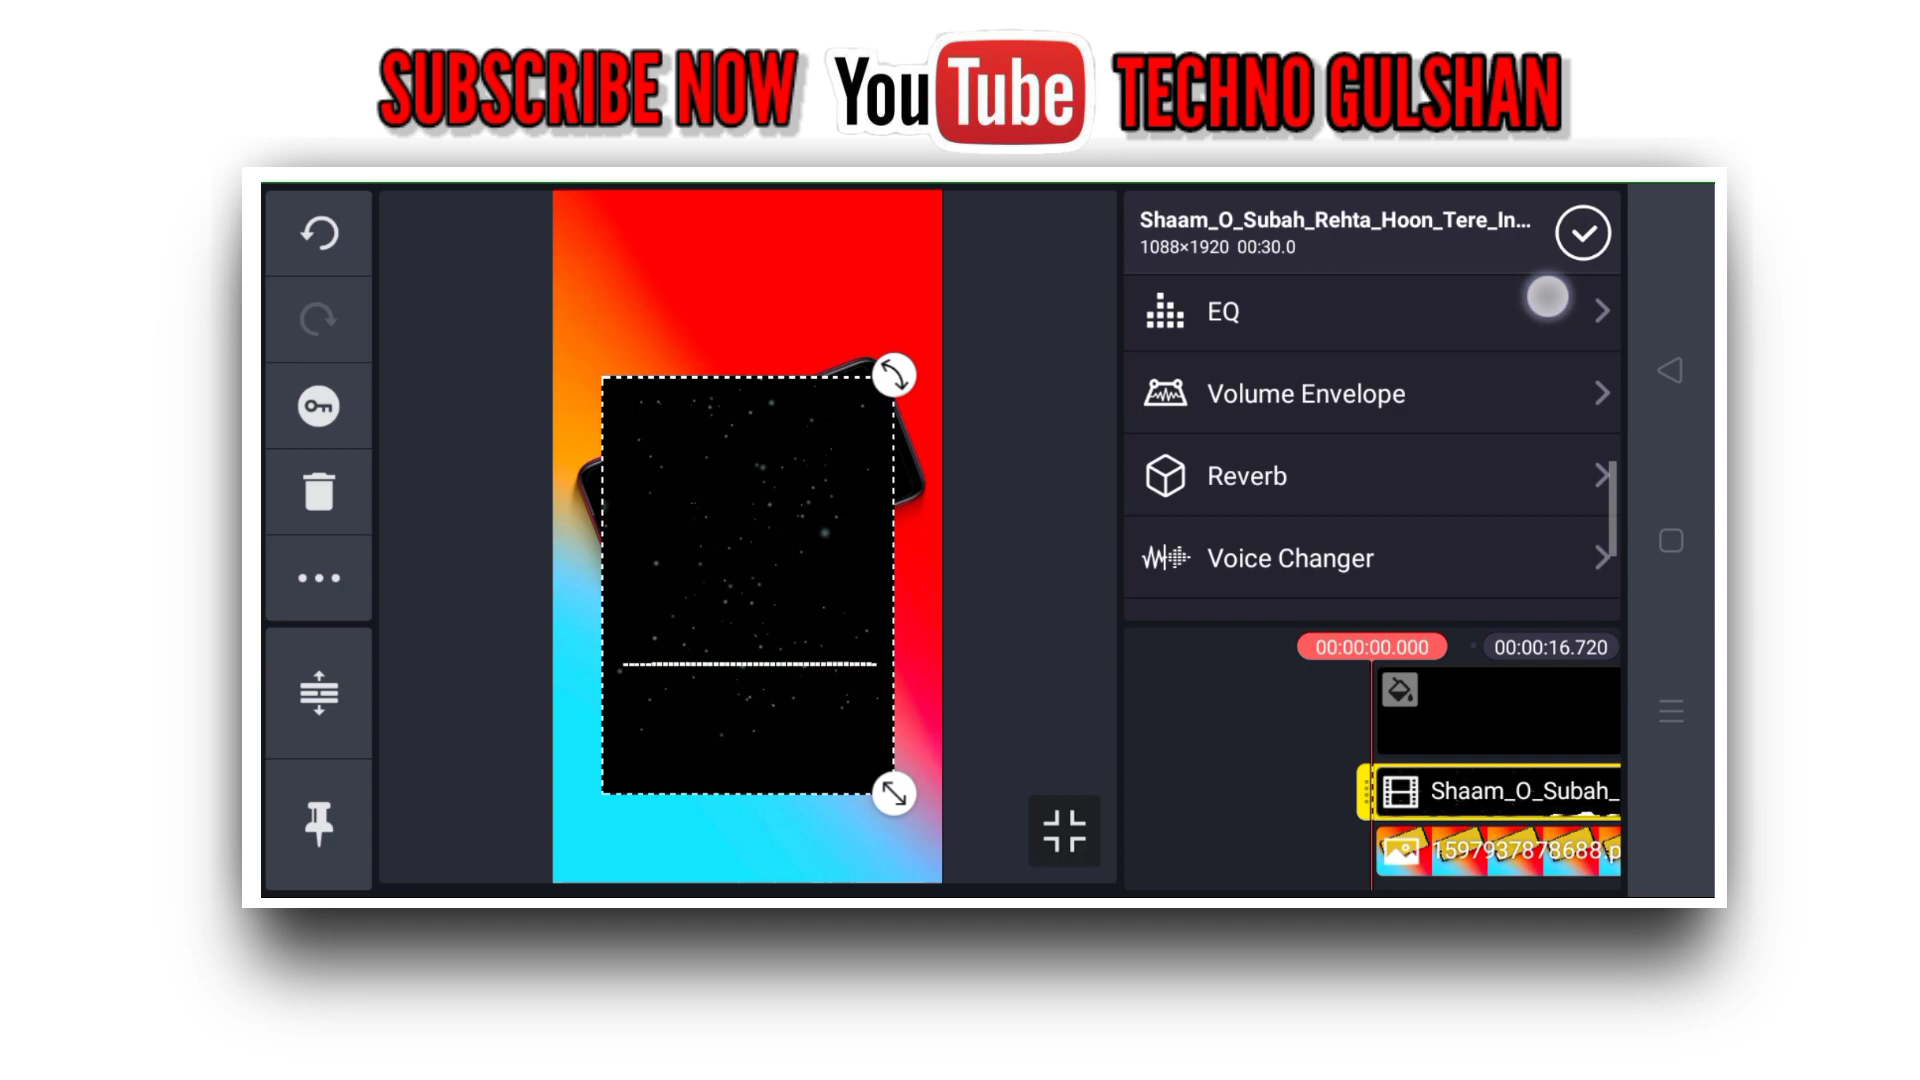 SUBSCRIBE NOW YouTube TECHNO GULSHAN
Shaam_O_Subah_Rehta_Hoon_Tere_In...
1088×1920 00:30.0
EQ
Volume Envelope
Reverb
Voice Changer
00:00:00.000 00:00:16.720
Shaam_O_Subah_
1597937878688.p